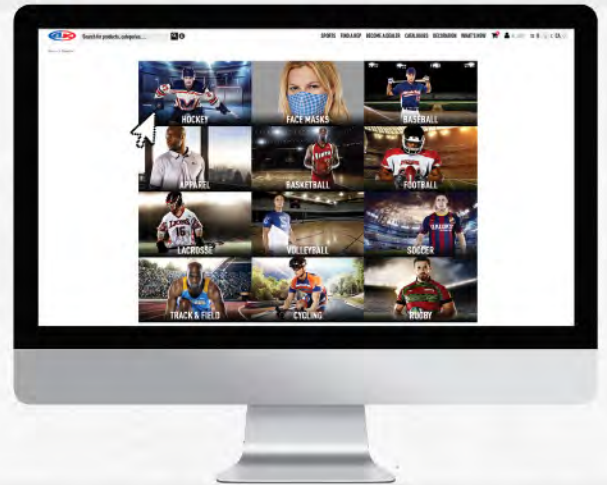 AK Search for products, categories...
SPORTS FIND A REP BECOME A DEALER CATALOGUES DECORATION WHAT'S NEW
HOCKEY FACE MASKS BASEBALL
APPAREL BASKETBALL FOOTBALL
LACROSSE VOLLEYBALL SOCCER
TRACK & FIELD CYCLING RUGBY